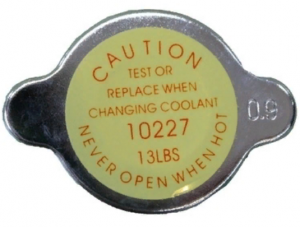 CAUTION
TEST OR
REPLACE WHEN
CHANGING COOLANT
10227
13LBS
NEVER OPEN WHEN HOT
0.9